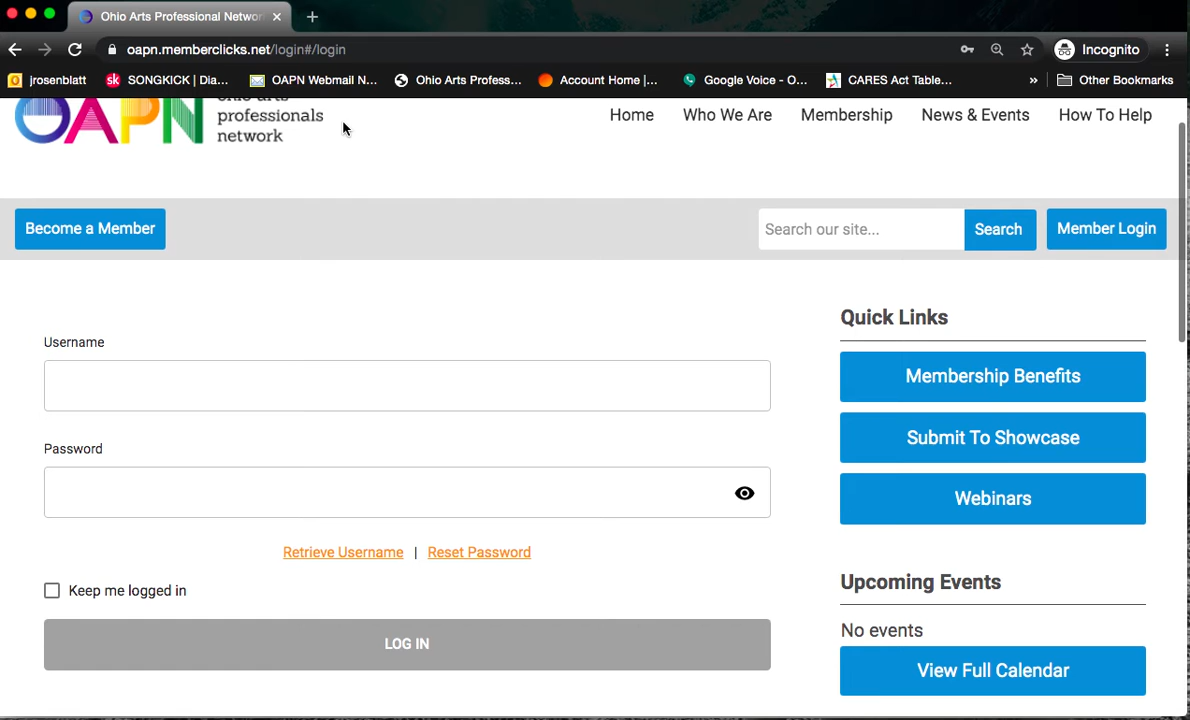 Ohio Arts Professional Networ
oapn.memberclicks.net/login#/login
Incognito
jrosenblatt
SONGKICK | Dia...
OAPN Webmail N...
Ohio Arts Profess...
Account Home |...
Google Voice - O...
CARES Act Table...
»
Other Bookmarks
OAPN
ohio arts
professionals
network
Home
Who We Are
Membership
News & Events
How To Help
Become a Member
Search our site...
Search
Member Login
Username
Password
Retrieve Username | Reset Password
Keep me logged in
LOG IN
Quick Links
Membership Benefits
Submit To Showcase
Webinars
Upcoming Events
No events
View Full Calendar